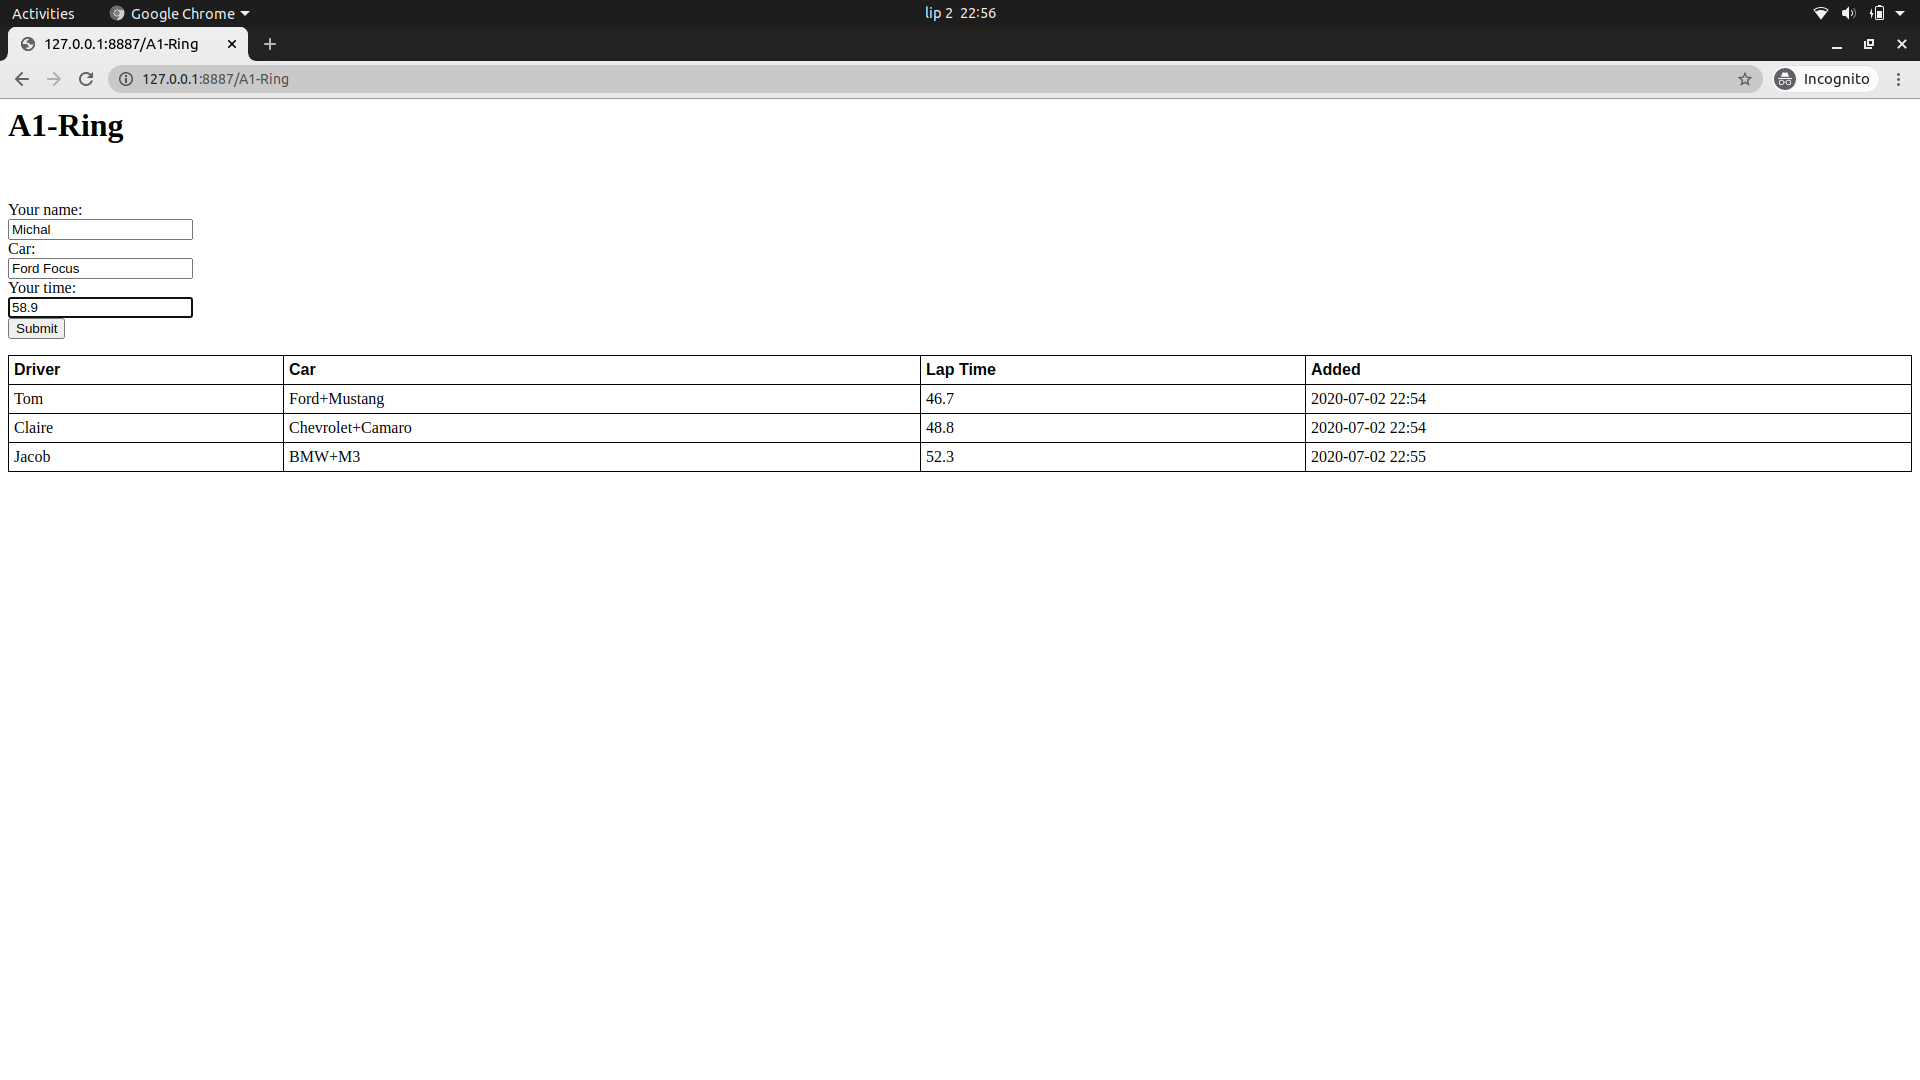 Activities Google Chrome lip 2 22:56
127.0.0.1:8887/A1-Ring
127.0.0.1:8887/A1-Ring Incognito
A1-Ring
Your name:
Michal
Car:
Ford Focus
Your time:
58.9
Submit
Driver Car Lap Time Added
Tom Ford+Mustang 46.7 2020-07-02 22:54
Claire Chevrolet+Camaro 48.8 2020-07-02 22:54
Jacob BMW+M3 52.3 2020-07-02 22:55